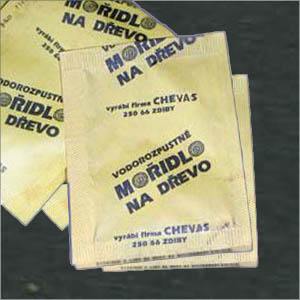 VODOROZPUSTNÉ
MOŘIDLO
NA DŘEVO
MOŘIDLO
NA DŘEVO
vyrábí firma CHEVAS
250 66 ZDIBY
VODOROZPUSTNÉ
MOŘIDLO
NA DŘEVO
vyrábí firma CHEVAS
250 66 ZDIBY